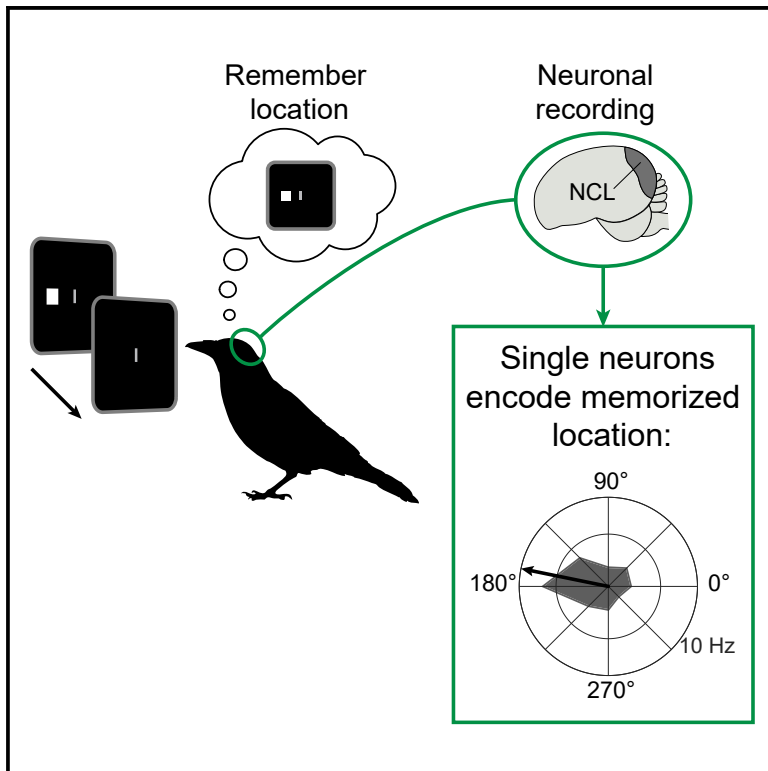 Remember
location
Neuronal
recording
NCL
Single neurons
encode memorized
location:
90°
180°
0°
10 Hz
270°